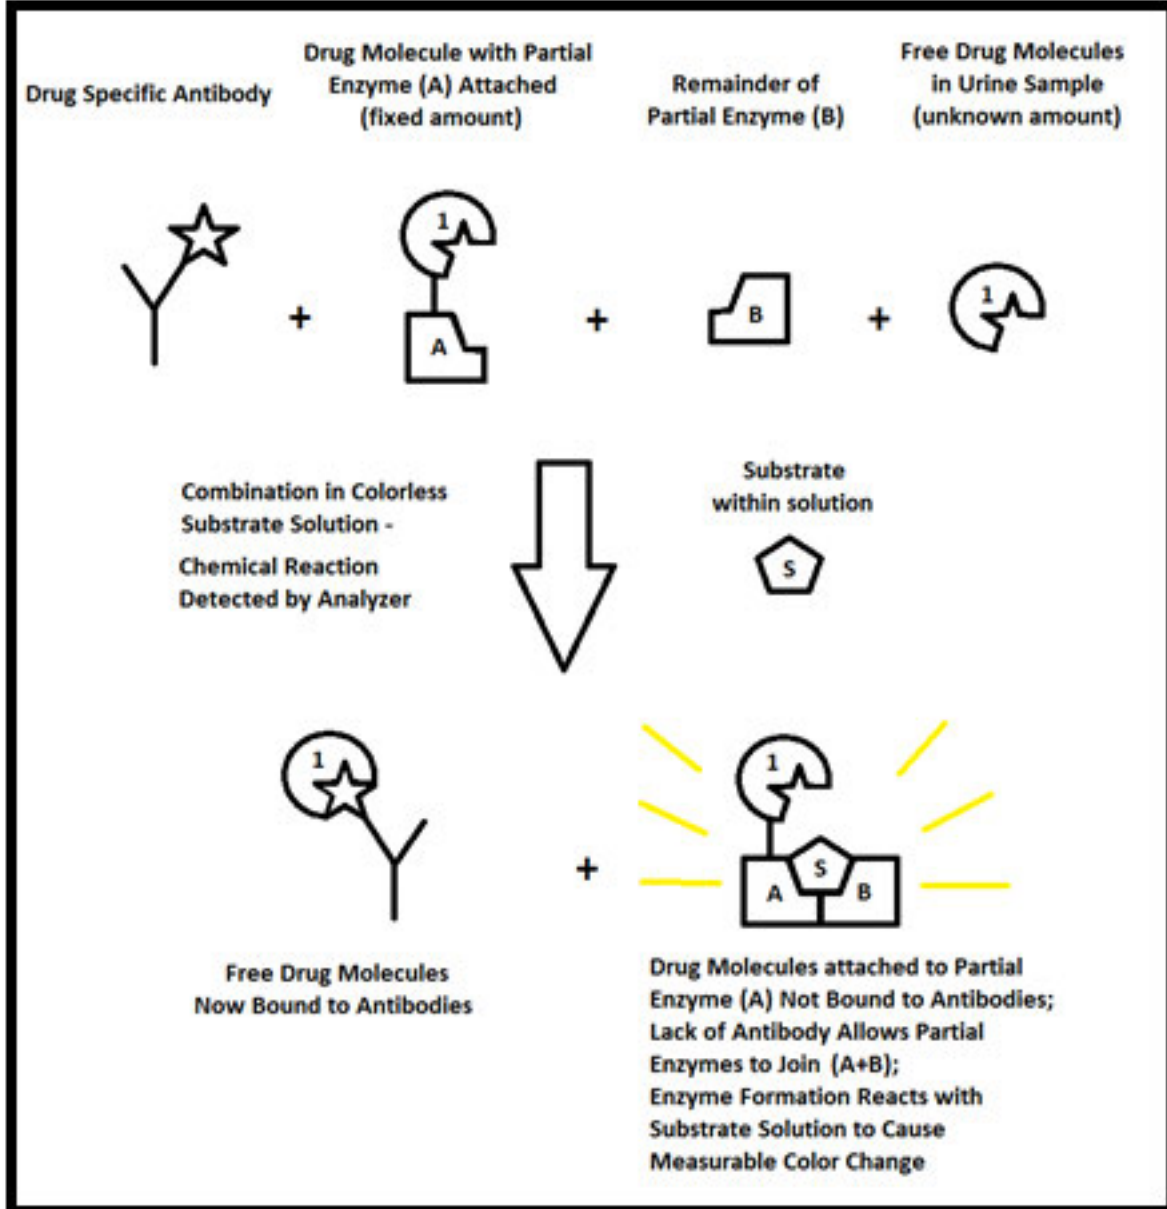 Drug Specific Antibody
Drug Molecule with Partial
Enzyme (A) Attached
(fixed amount)
Remainder of
Partial Enzyme (B)
Free Drug Molecules
in Urine Sample
(unknown amount)
1
A
+
+
B
+
1
Combination in Colorless
Substrate Solution -
Chemical Reaction
Detected by Analyzer
Substrate
within solution
S
1
+
1
S
A
B
Free Drug Molecules
Now Bound to Antibodies
Drug Molecules attached to Partial
Enzyme (A) Not Bound to Antibodies;
Lack of Antibody Allows Partial
Enzymes to Join (A+B);
Enzyme Formation Reacts with
Substrate Solution to Cause
Measurable Color Change